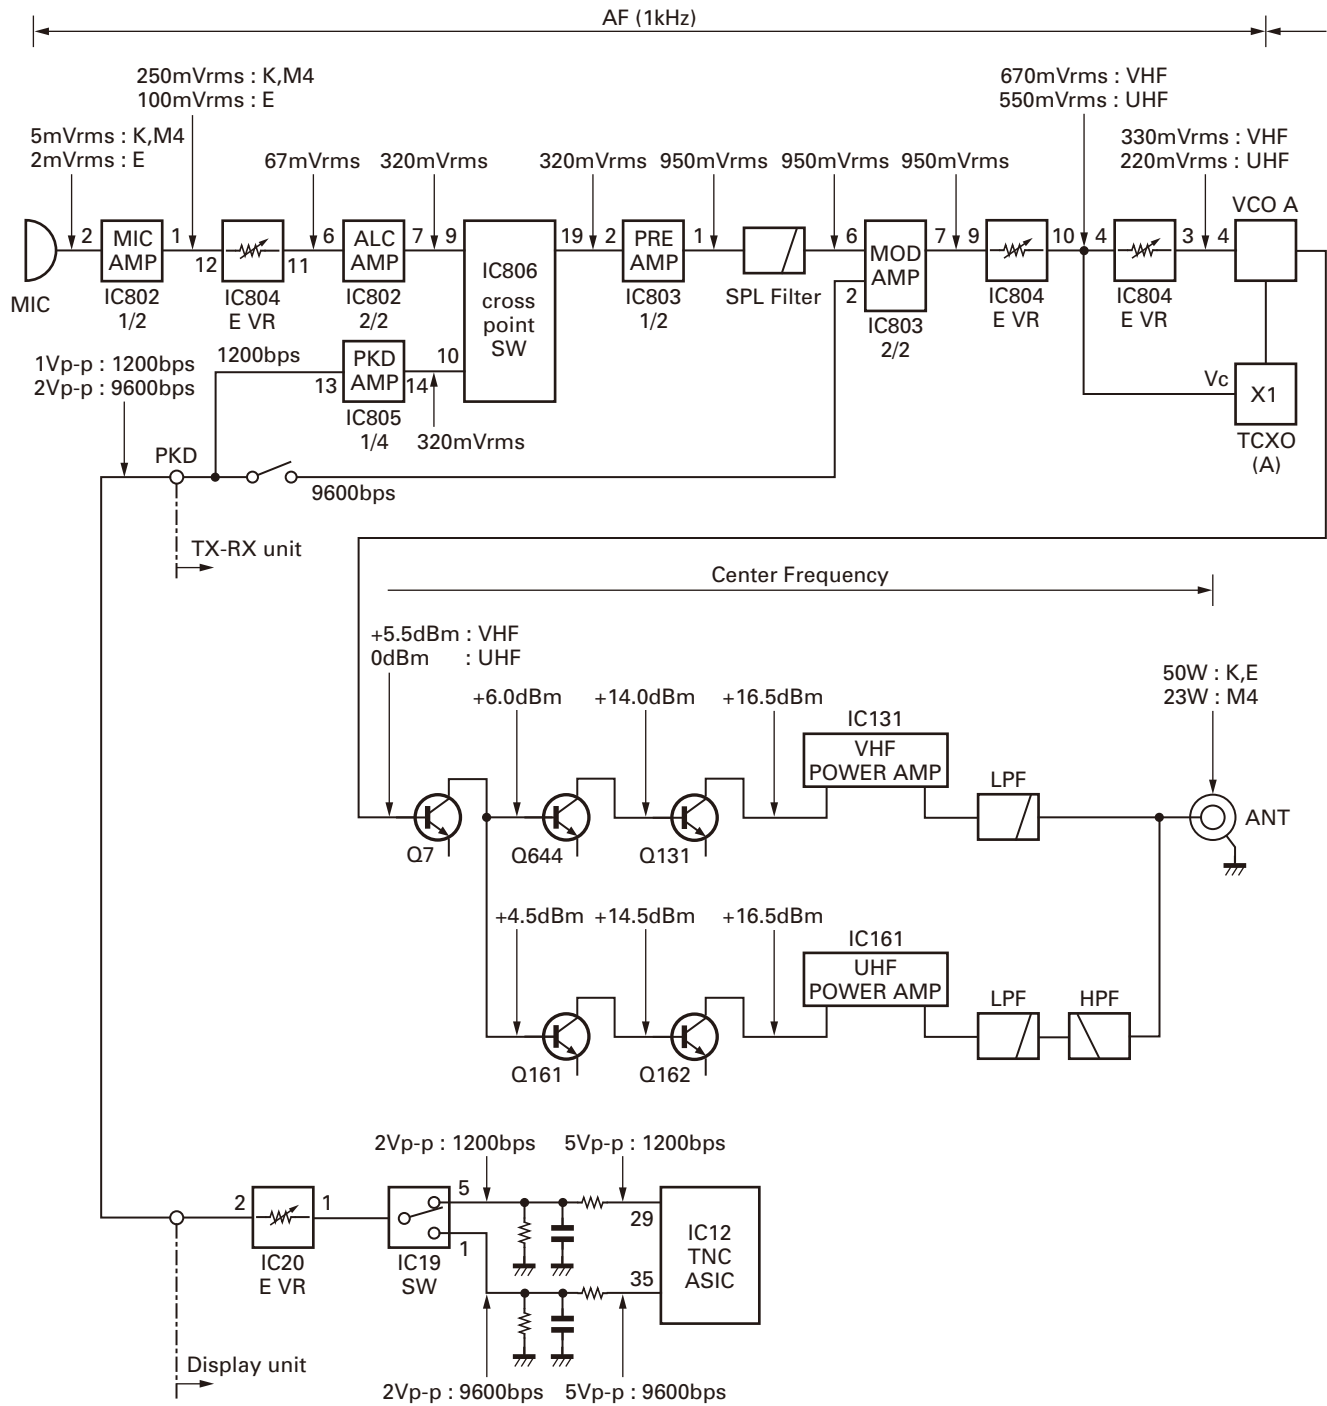 AF (1kHz)
250mVrms : K,M4
100mVrms : E
670mVrms : VHF
550mVrms : UHF
5mVrms : K,M4
2mVrms : E
67mVrms
320mVrms
320mVrms
950mVrms
950mVrms
950mVrms
330mVrms : VHF
220mVrms : UHF
VCO A
MIC
2
MIC
AMP
IC802
1/2
1
12
IC804
E VR
11
6
ALC
AMP
IC802
2/2
7
9
IC806
cross
point
SW
19
2
PRE
AMP
IC803
1/2
1
SPL Filter
6
2
MOD
AMP
IC803
2/2
7
9
IC804
E VR
10
4
IC804
E VR
3
4
1Vp-p : 1200bps
2Vp-p : 9600bps
1200bps
13
PKD
AMP
IC805
1/4
14
10
320mVrms
Vc
X1
TCXO
(A)
PKD
9600bps
TX-RX unit
Center Frequency
+5.5dBm : VHF
0dBm : UHF
+6.0dBm
+14.0dBm
+16.5dBm
IC131
VHF
POWER AMP
LPF
50W : K,E
23W : M4
ANT
Q7
Q644
Q131
+4.5dBm
+14.5dBm
+16.5dBm
IC161
UHF
POWER AMP
LPF
HPF
Q161
Q162
2Vp-p : 1200bps
5Vp-p : 1200bps
2
1
IC20
E VR
5
1
IC19
SW
29
35
IC12
TNC
ASIC
Display unit
2Vp-p : 9600bps
5Vp-p : 9600bps